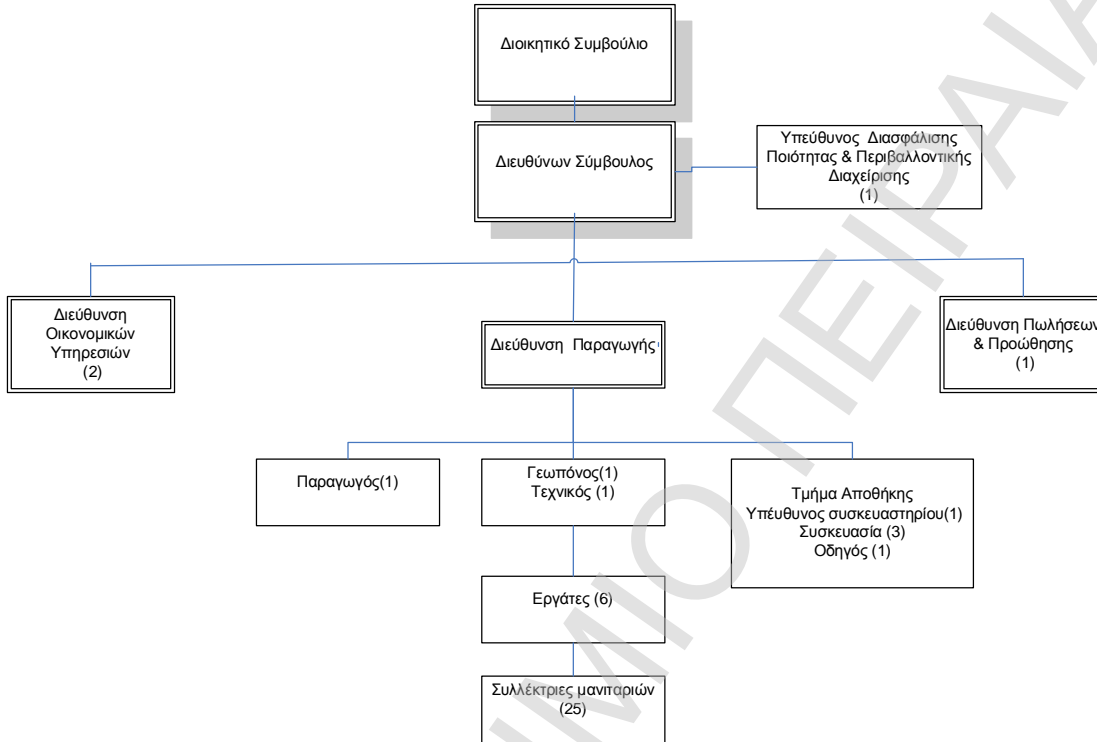 Διοικητικό Συμβούλιο
Διευθύνων Σύμβουλος
Υπεύθυνος Διασφάλισης
Ποιότητας & Περιβαλλοντικής
Διαχείρισης
(1)
Διεύθυνση
Οικονομικών
Υπηρεσιών
(2)
Διεύθυνση Παραγωγής
Διεύθυνση Πωλήσεων
& Προώθησης
(1)
Παραγωγός(1)
Γεωπόνος(1)
Τεχνικός (1)
Τμήμα Αποθήκης
Υπέυθυνος συσκευαστηρίου(1)
Συσκευασία (3)
Οδηγός (1)
Εργάτες (6)
Συλλέκτριες μανιταριών
(25)